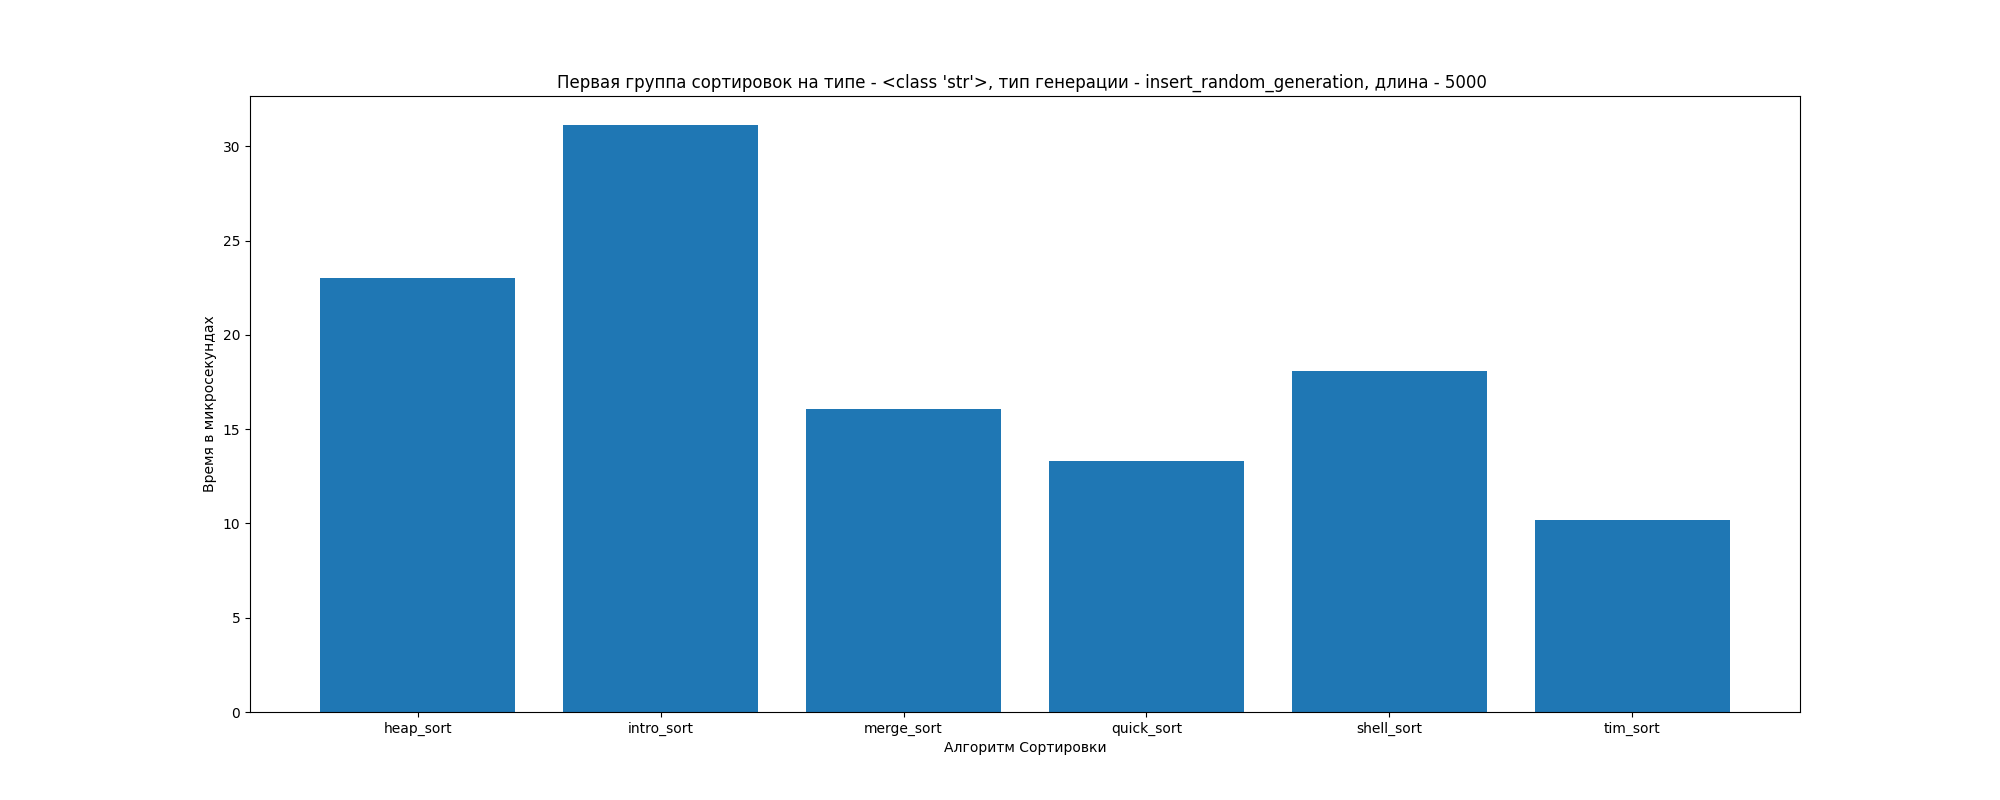 Первая группа сортировок на типе - <class 'str'>, тип генерации - insert_random_generation, длина - 5000
30
25
20
15
10
5
0
Время в микросекундах
heap_sort intro_sort merge_sort quick_sort shell_sort tim_sort
Алгоритм Сортировки